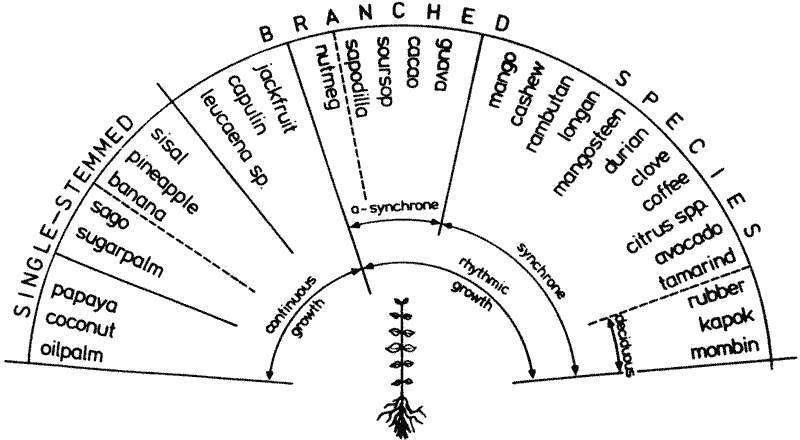 SINGLE-STEMMED
BRANCHED SPECIES
oilpalm
coconut
papaya
sugarpalm
sago
banana
pineapple
sisal
leucaena sp.
capulin
jackfruit
nutmeg
sapodilla
soursop
cacao
guava
mango
cashew
rambutan
longan
mangosteen
durian
clove
coffee
citrus spp.
avocado
tamarind
rubber
kapok
mombin
a-synchrone
synchrone
continuous
growth
rhythmic
growth
deciduous